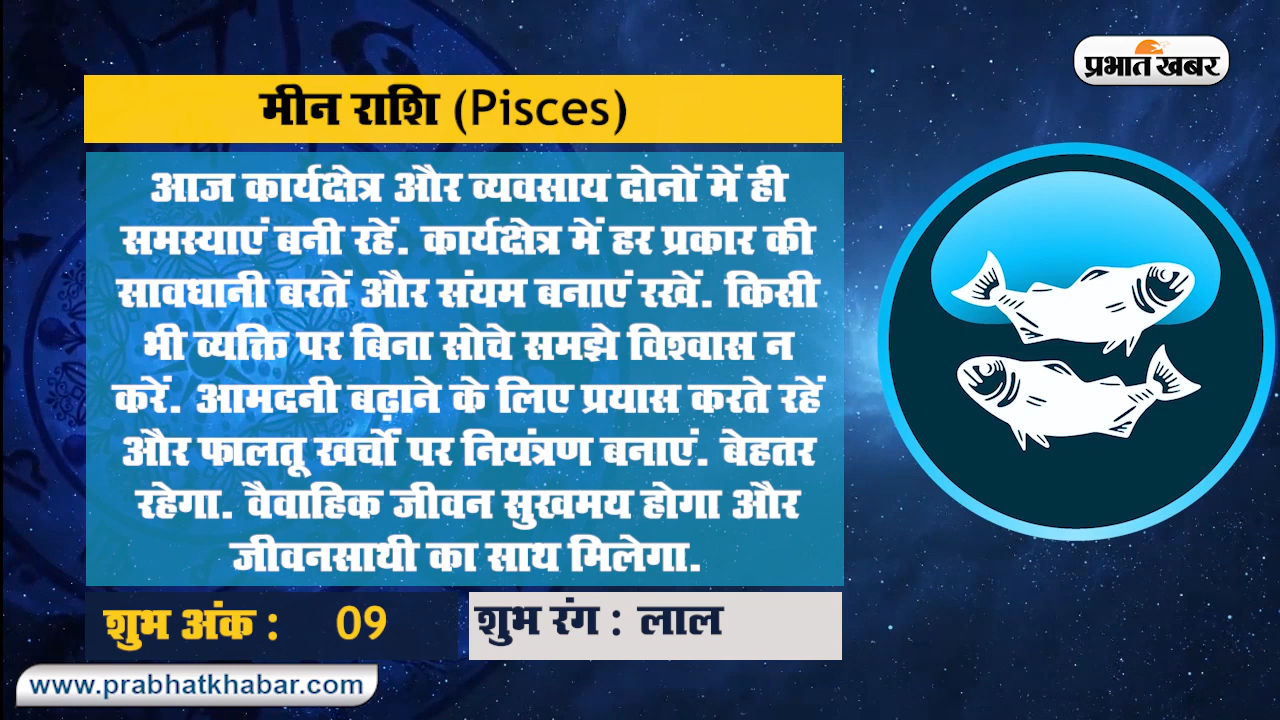 प्रभात खबर
मीन राशि (Pisces)
आज कार्यक्षेत्र और व्यवसाय दोनों में ही
समस्याएं बनी रहें. कार्यक्षेत्र में हर प्रकार की
सावधानी बरतें और संयम बनाएं रखें. किसी
भी व्यक्ति पर बिना सोचे समझे विश्वास न
करें. आमदनी बढ़ाने के लिए प्रयास करते रहें
और फालतू खर्चो पर नियंत्रण बनाएं. बेहतर
रहेगा. वैवाहिक जीवन सुखमय होगा और
जीवनसाथी का साथ मिलेगा.
शुभ अंक : 09
शुभ रंग : लाल
www.prabhatkhabar.com